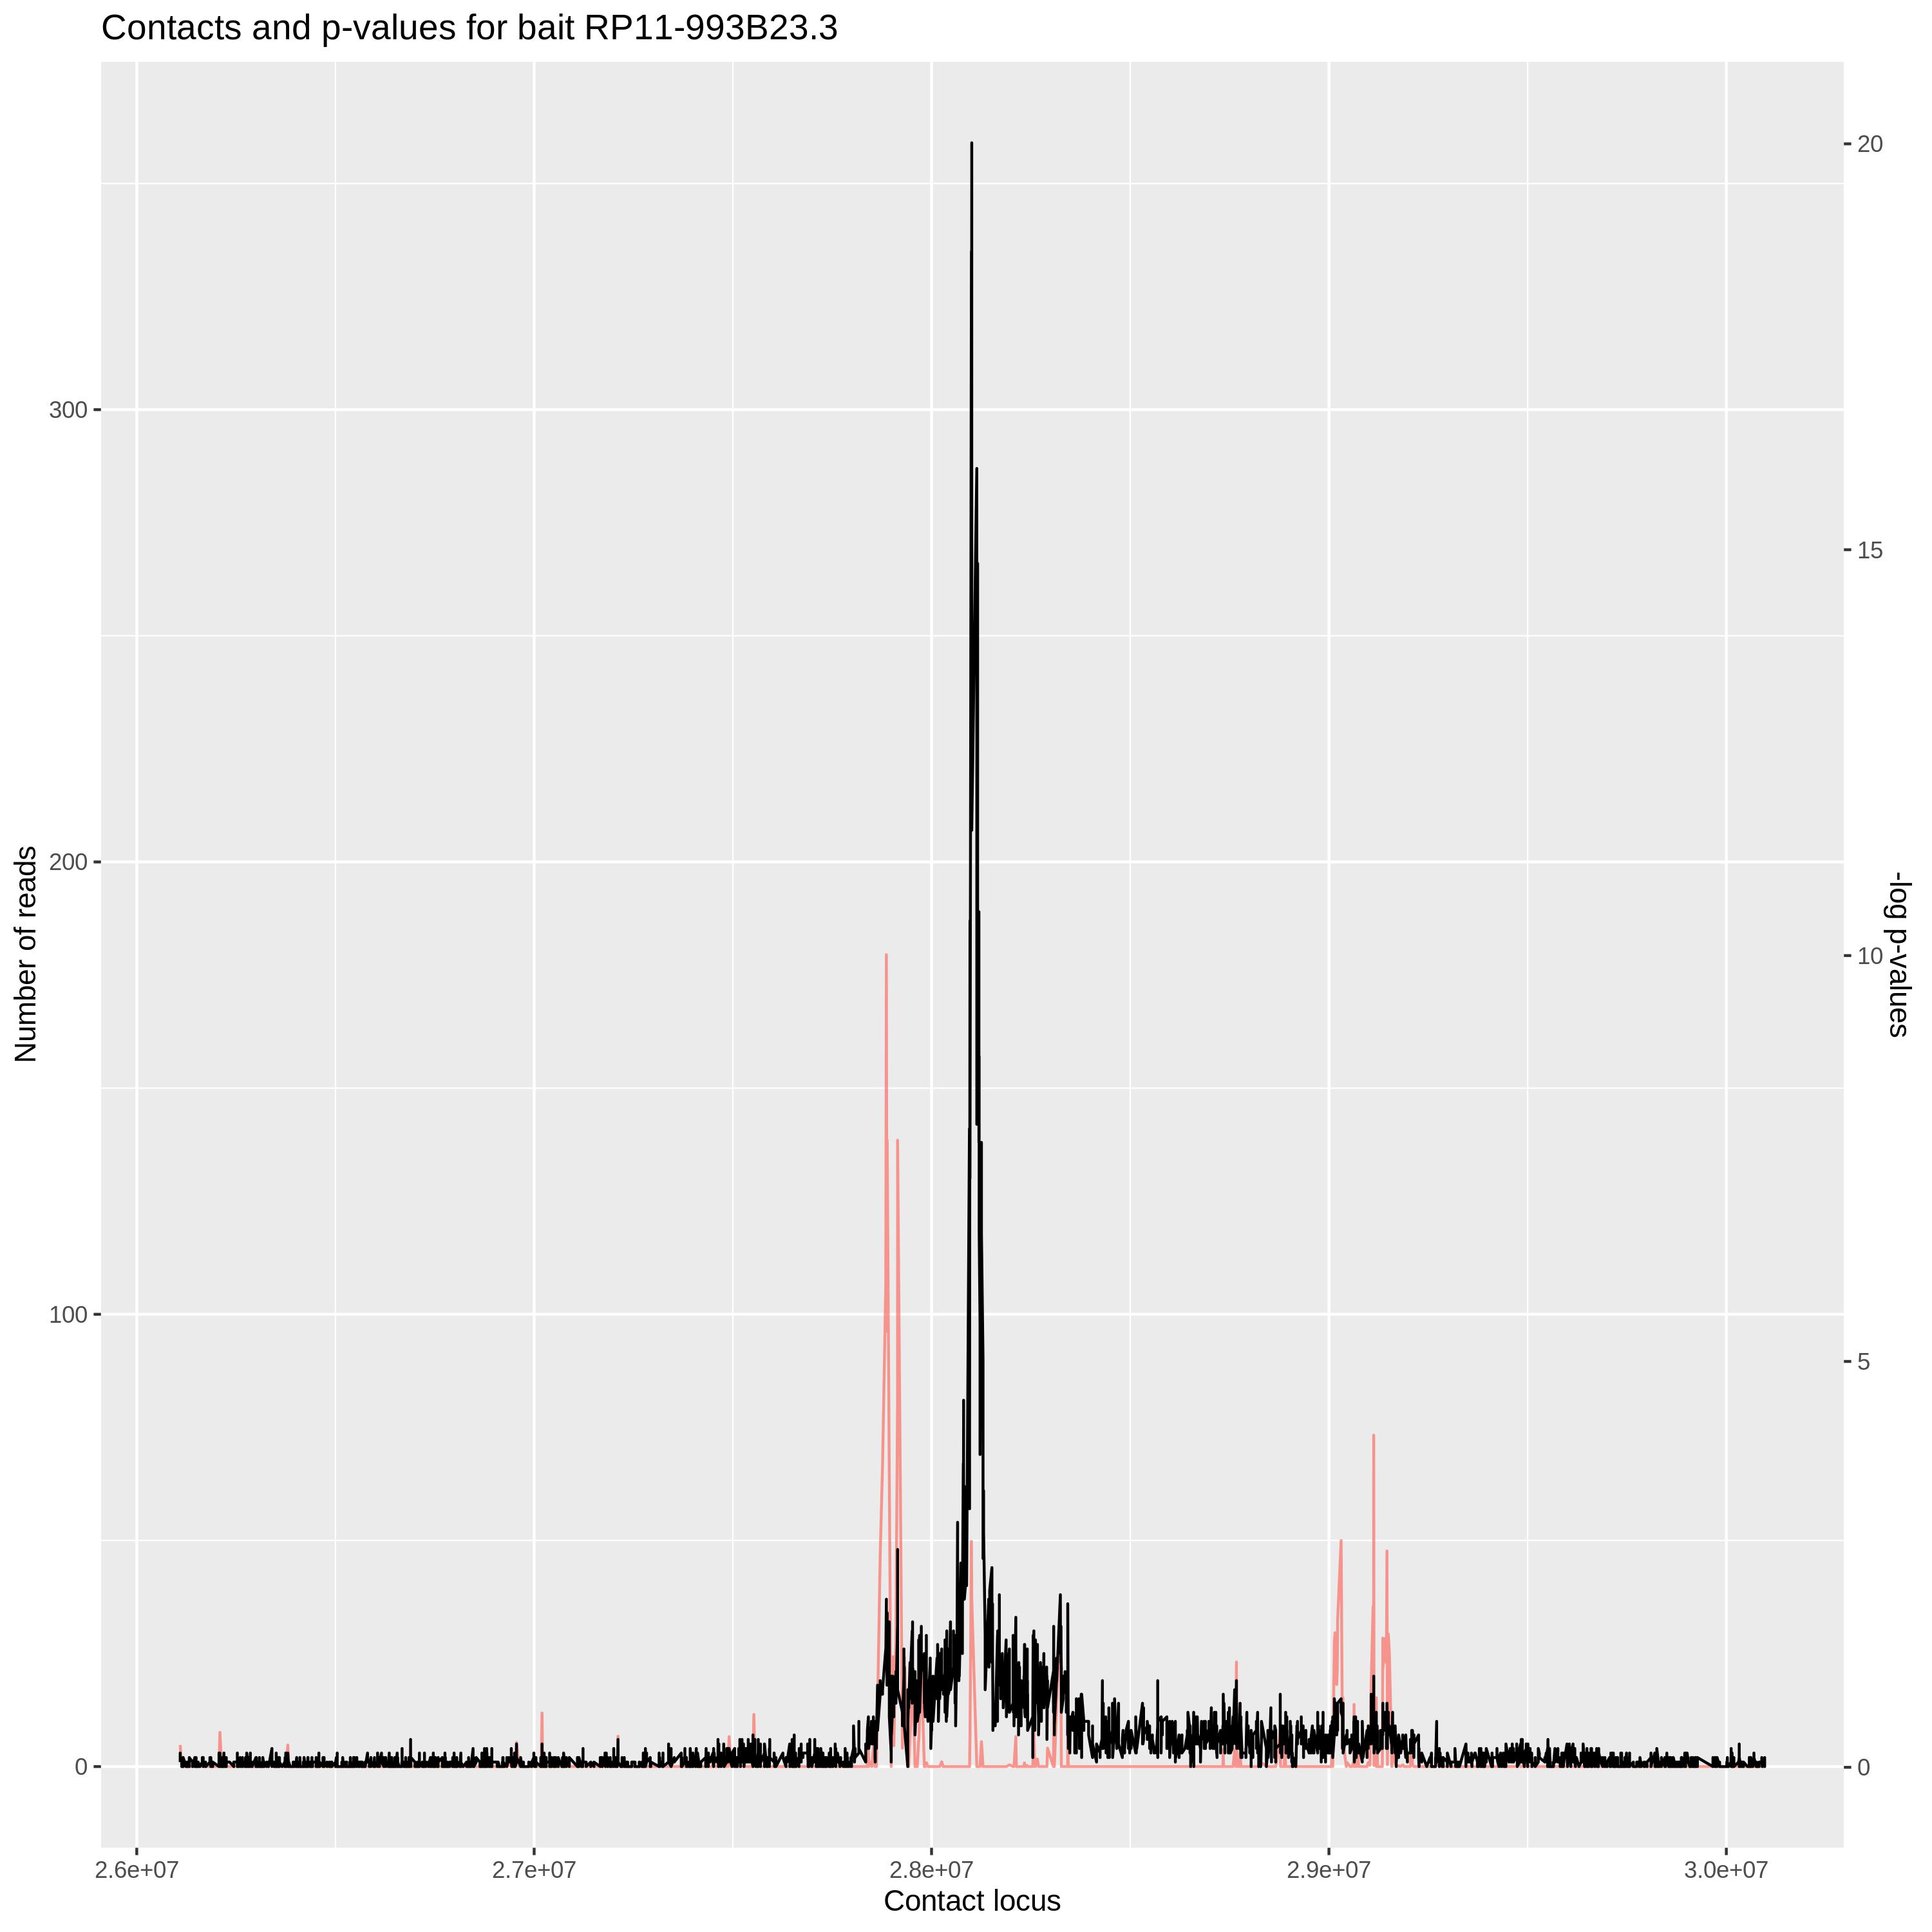 Contacts and p-values for bait RP11-993B23.3
20
300
15
200
10
100
5
0
0
Number of reads
-log p-values
2.6e+07
2.7e+07
2.8e+07
2.9e+07
3.0e+07
Contact locus